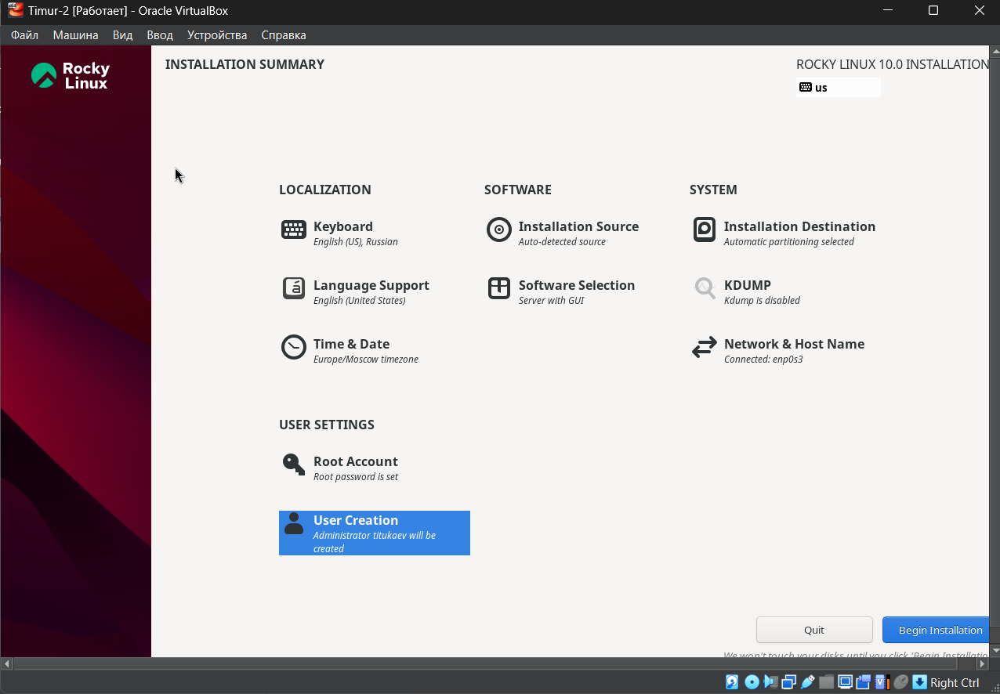 Timur-2 [Работает] - Oracle VirtualBox
Файл Машина Вид Ввод Устройства Справка
Rocky Linux
INSTALLATION SUMMARY
ROCKY LINUX 10.0 INSTALLATION
us
LOCALIZATION
Keyboard
English (US), Russian
Language Support
English (United States)
Time & Date
Europe/Moscow timezone
SOFTWARE
Installation Source
Auto-detected source
Software Selection
Server with GUI
SYSTEM
Installation Destination
Automatic partitioning selected
KDUMP
Kdump is disabled
Network & Host Name
Connected: enp0s3
USER SETTINGS
Root Account
Root password is set
User Creation
Administrator titukaev will be
created
Quit
Begin Installation
We won't touch your disks until you click 'Begin Installatio
Right Ctrl